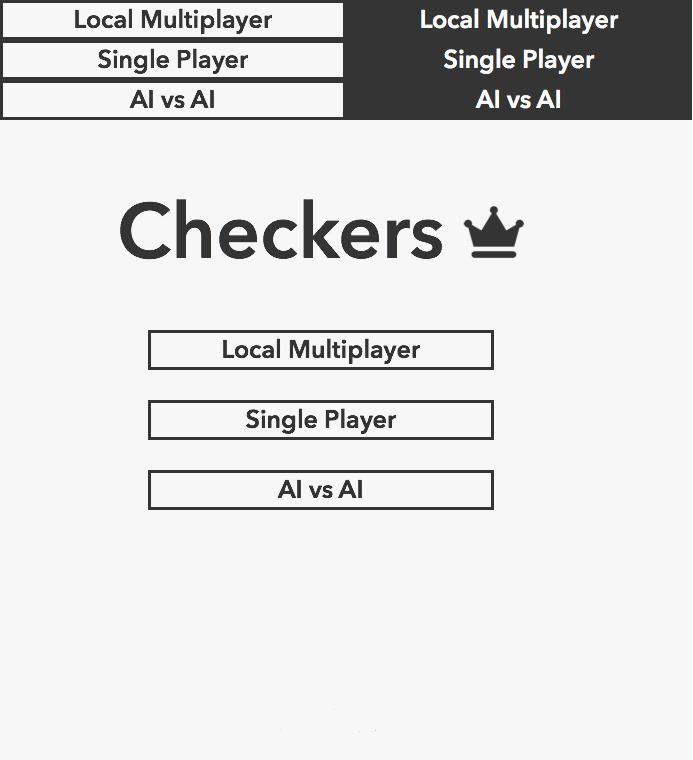 Local Multiplayer Local Multiplayer
Single Player Single Player
AI vs AI AI vs AI
Checkers
Local Multiplayer
Single Player
AI vs AI